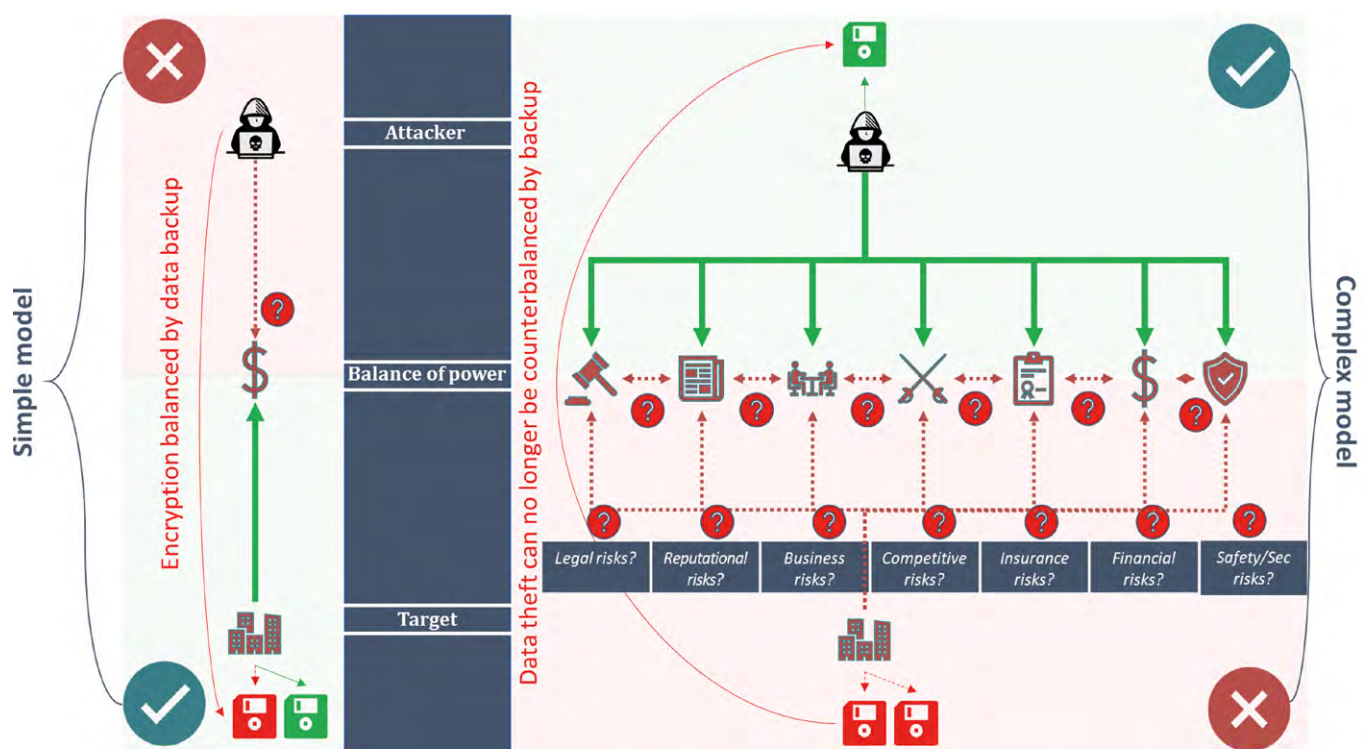 Simple model
Encryption balanced by data backup
Attacker
Balance of power
Target
Data theft can no longer be counterbalanced by backup
$
?
?
?
?
?
?
$
?
?
?
?
?
?
?
?
Legal risks?
Reputational
risks?
Business
risks?
Competitive
risks?
Insurance
risks?
Financial
risks?
Safety/Sec
risks?
Complex model